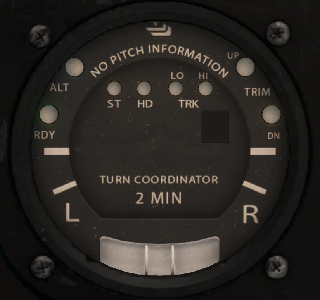 NO PITCH INFORMATION
UP
ALT
LO HI
TRIM
ST HD TRK
RDY
DN
TURN COORDINATOR
2 MIN
L R